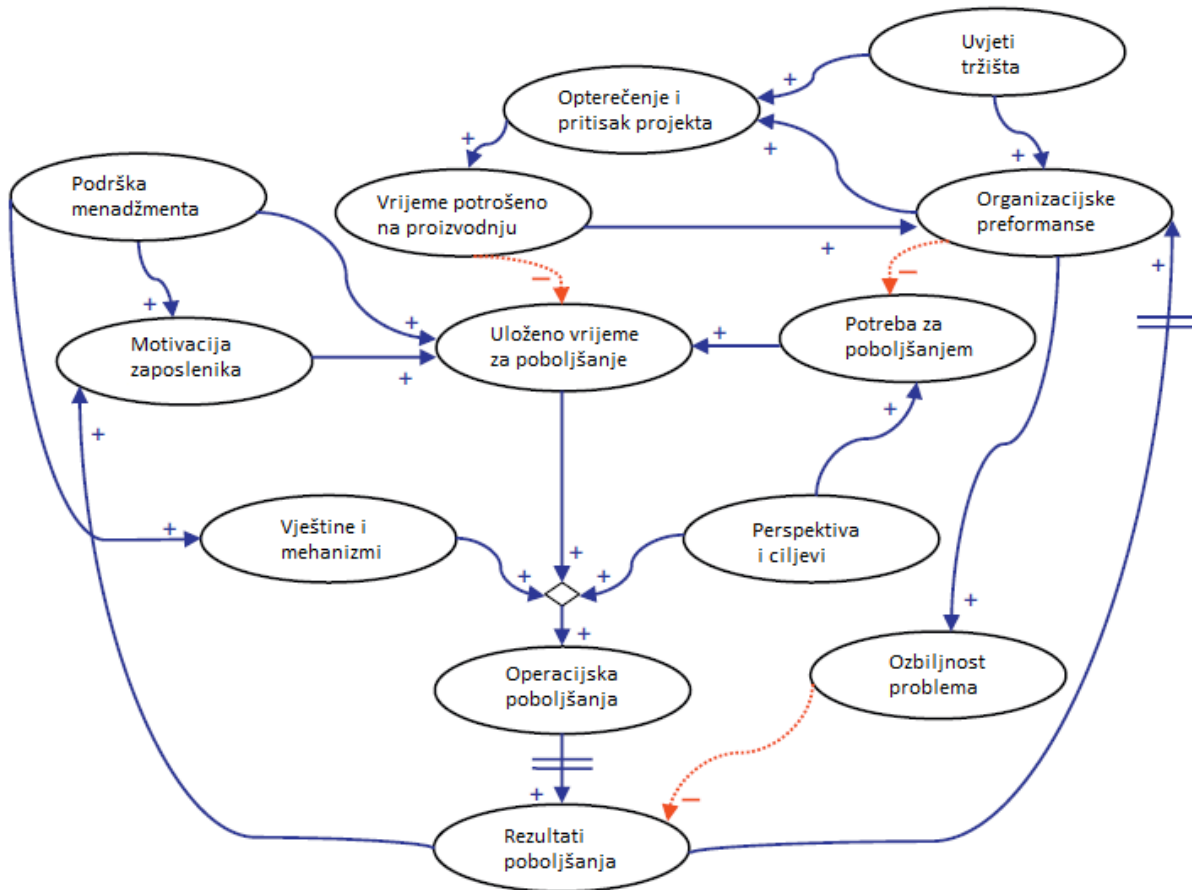 Uvjeti
tržišta
Opterečenje i
pritisak projekta
Podrška
menadžmenta
Vrijeme potrošeno
na proizvodnju
Organizacijske
preformanse
Motivacija
zaposlenika
Uloženo vrijeme
za poboljšanje
Potreba za
poboljšanjem
Vještine i
mehanizmi
Perspektiva
i ciljevi
Operacijska
poboljšanja
Ozbiljnost
problema
Rezultati
poboljšanja